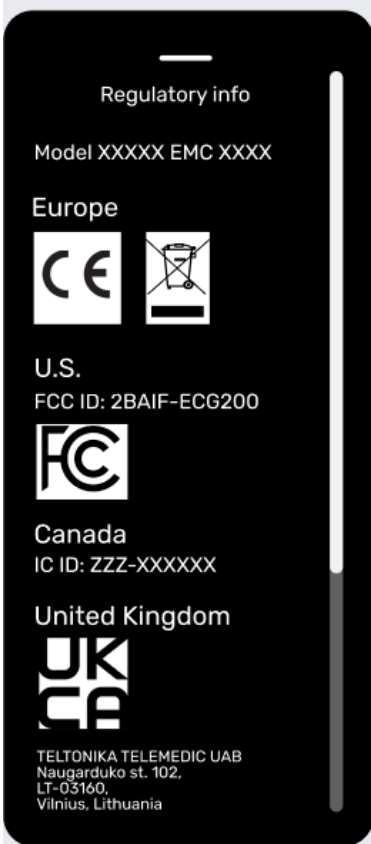 Regulatory info
Model XXXXX EMC XXXX
Europe
CE
U.S.
FCC ID: 2BAIF-ECG200
FC
Canada
IC ID: ZZZ-XXXXXX
United Kingdom
UK
CA
TELTONIKA TELEMEDIC UAB
Naugarduko st. 102,
LT-03160,
Vilnius, Lithuania